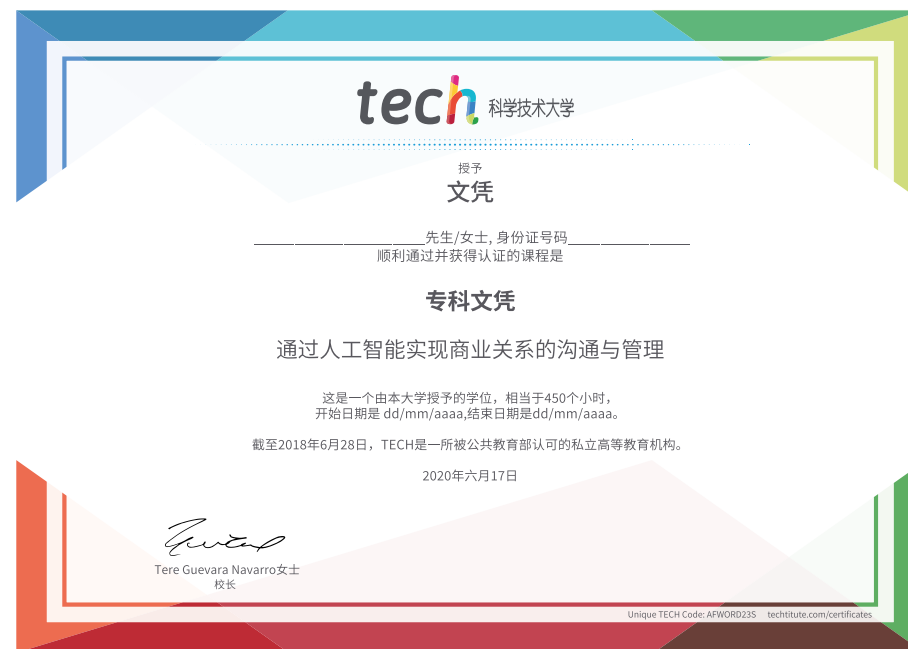 tech 科学技术大学
授予
文凭
____________________先生/女士, 身份证号码______________
顺利通过并获得认证的课程是
专科文凭
通过人工智能实现商业关系的沟通与管理
这是一个由本大学授予的学位，相当于450个小时，
开始日期是 dd/mm/aaaa,结束日期是dd/mm/aaaa。
截至2018年6月28日，TECH是一所被公共教育部认可的私立高等教育机构。
2020年六月17日
Tere Guevara Navarro女士
校长
Unique TECH Code: AFWORD23S techtitute.com/certificates